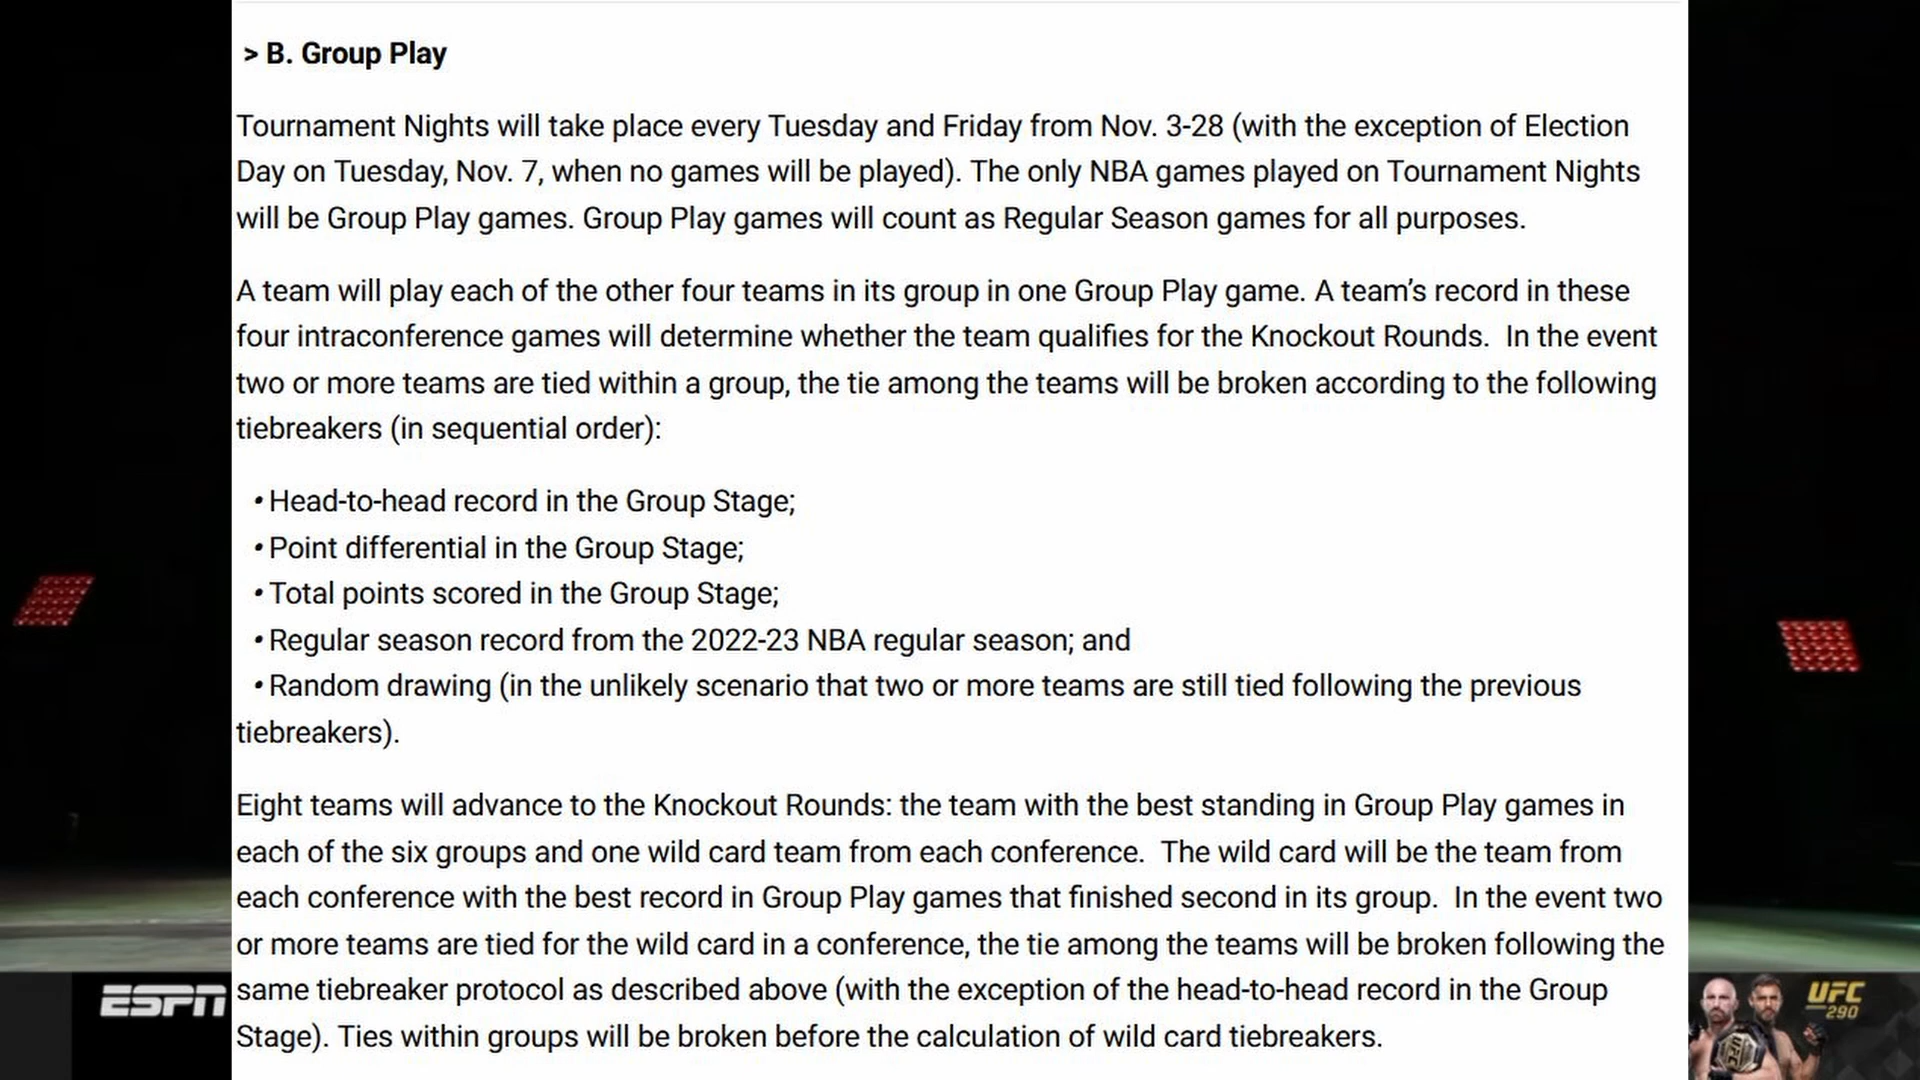 > B. Group Play
Tournament Nights will take place every Tuesday and Friday from Nov. 3-28 (with the exception of Election
Day on Tuesday, Nov. 7, when no games will be played). The only NBA games played on Tournament Nights
will be Group Play games. Group Play games will count as Regular Season games for all purposes.
A team will play each of the other four teams in its group in one Group Play game. A team’s record in these
four intraconference games will determine whether the team qualifies for the Knockout Rounds. In the event
two or more teams are tied within a group, the tie among the teams will be broken according to the following
tiebreakers (in sequential order):
• Head-to-head record in the Group Stage;
• Point differential in the Group Stage;
• Total points scored in the Group Stage;
• Regular season record from the 2022-23 NBA regular season; and
• Random drawing (in the unlikely scenario that two or more teams are still tied following the previous
tiebreakers).
Eight teams will advance to the Knockout Rounds: the team with the best standing in Group Play games in
each of the six groups and one wild card team from each conference. The wild card will be the team from
each conference with the best record in Group Play games that finished second in its group. In the event two
or more teams are tied for the wild card in a conference, the tie among the teams will be broken following the
same tiebreaker protocol as described above (with the exception of the head-to-head record in the Group
Stage). Ties within groups will be broken before the calculation of wild card tiebreakers.
ESPN
UFC
290
UFC